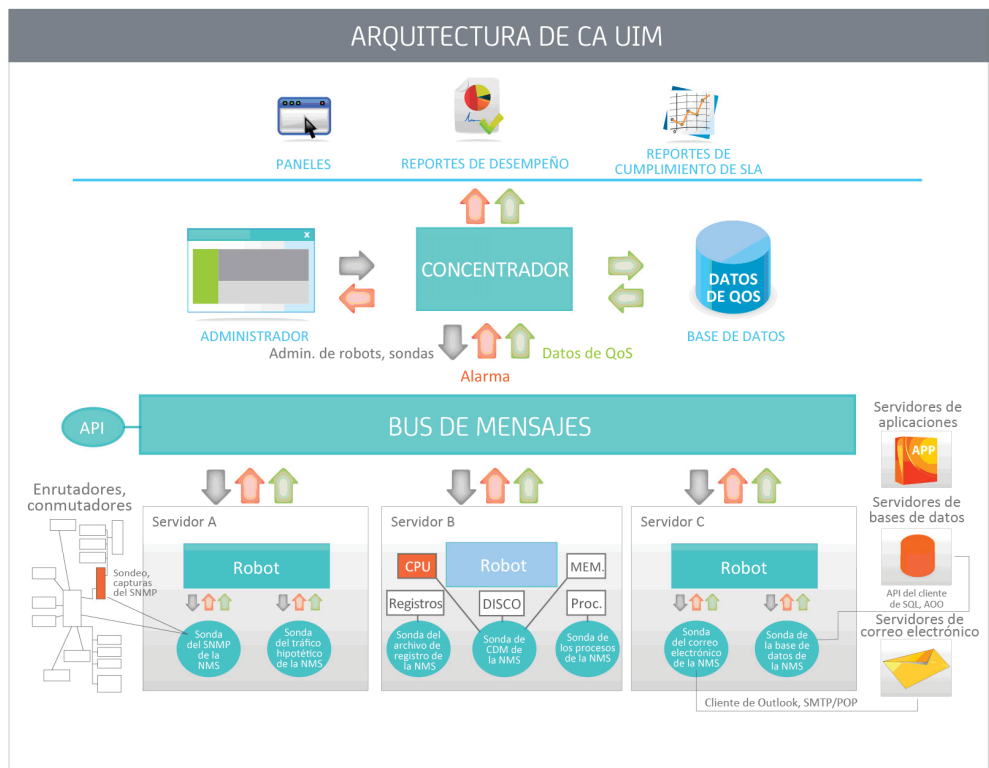 ARQUITECTURA DE CA UIM
PANELES
REPORTES DE DESEMPEÑO
REPORTES DE
CUMPLIMIENTO DE SLA
X
ADMINISTRADOR
CONCENTRADOR
DATOS
DE QOS
BASE DE DATOS
Admin. de robots, sondas
Datos de QoS
Alarma
API
BUS DE MENSAJES
Servidores de
aplicaciones
APP
Enrutadores,
conmutadores
Sondeo,
capturas
del SNMP
Servidor A
Robot
Sonda
del SNMP
de la
NMS
Sonda
del tráfico
hipotético
de la NMS
Servidor B
CPU
Robot
MEM.
Registros
DISCO
Proc.
Sonda del
archivo de
registro de
la NMS
Sonda de
CDM de
la NMS
Sonda de
los procesos
de la NMS
Servidor C
Robot
Sonda
del correo
electrónico
de la NMS
Sonda de
la base de
datos de
la NMS
Servidores de
bases de datos
API del cliente
de SQL, AOO
Servidores de
correo electrónico
Cliente de Outlook, SMTP/POP